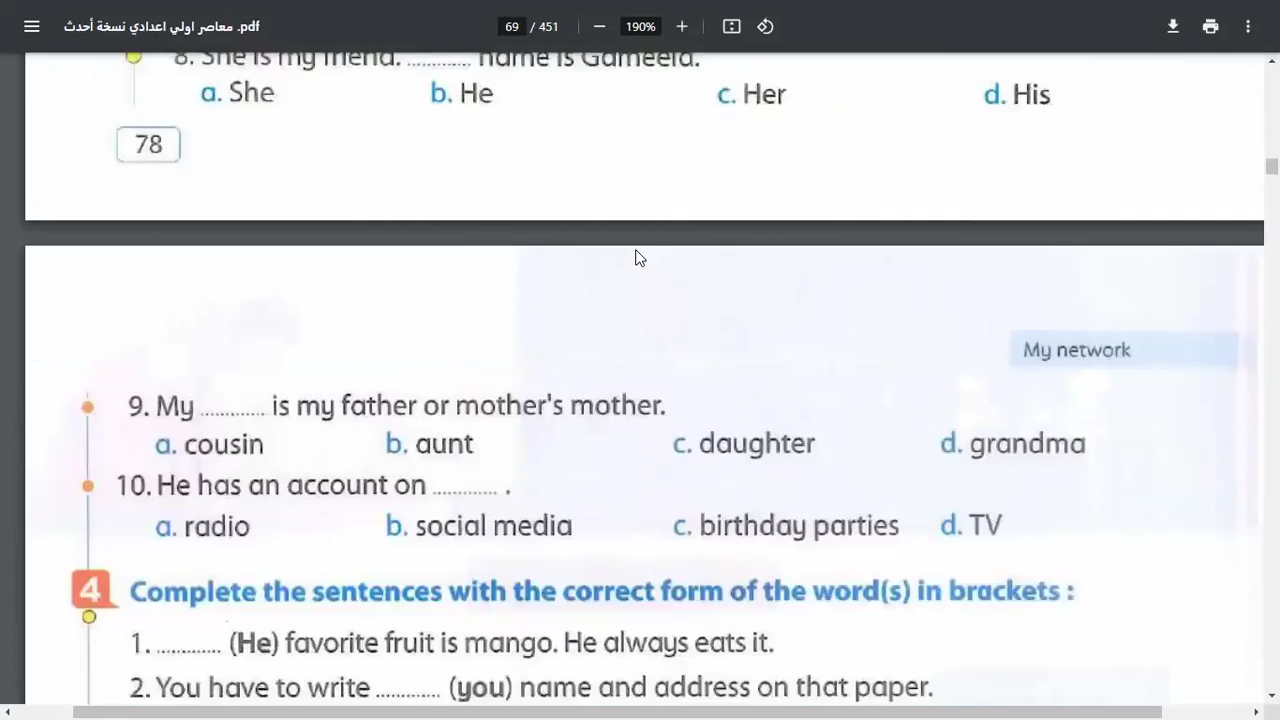 معاصر اولي اعدادي نسخة أحدث .pdf
69 / 451
190%
8. She is my friend. ............ name is Gameela.
a. She b. He c. Her d. His
78
My network
9. My ............ is my father or mother's mother.
a. cousin b. aunt c. daughter d. grandma
10. He has an account on ............ .
a. radio b. social media c. birthday parties d. TV
4 Complete the sentences with the correct form of the word(s) in brackets :
1. ............ (He) favorite fruit is mango. He always eats it.
2. You have to write ............ (you) name and address on that paper.